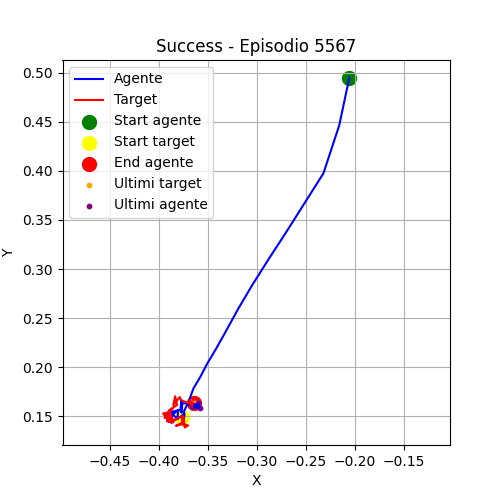 Success - Episodio 5567
Agente
Target
Start agente
Start target
End agente
Ultimi target
Ultimi agente
Y
0.50
0.45
0.40
0.35
0.30
0.25
0.20
0.15
−0.45 −0.40 −0.35 −0.30 −0.25 −0.20 −0.15
X